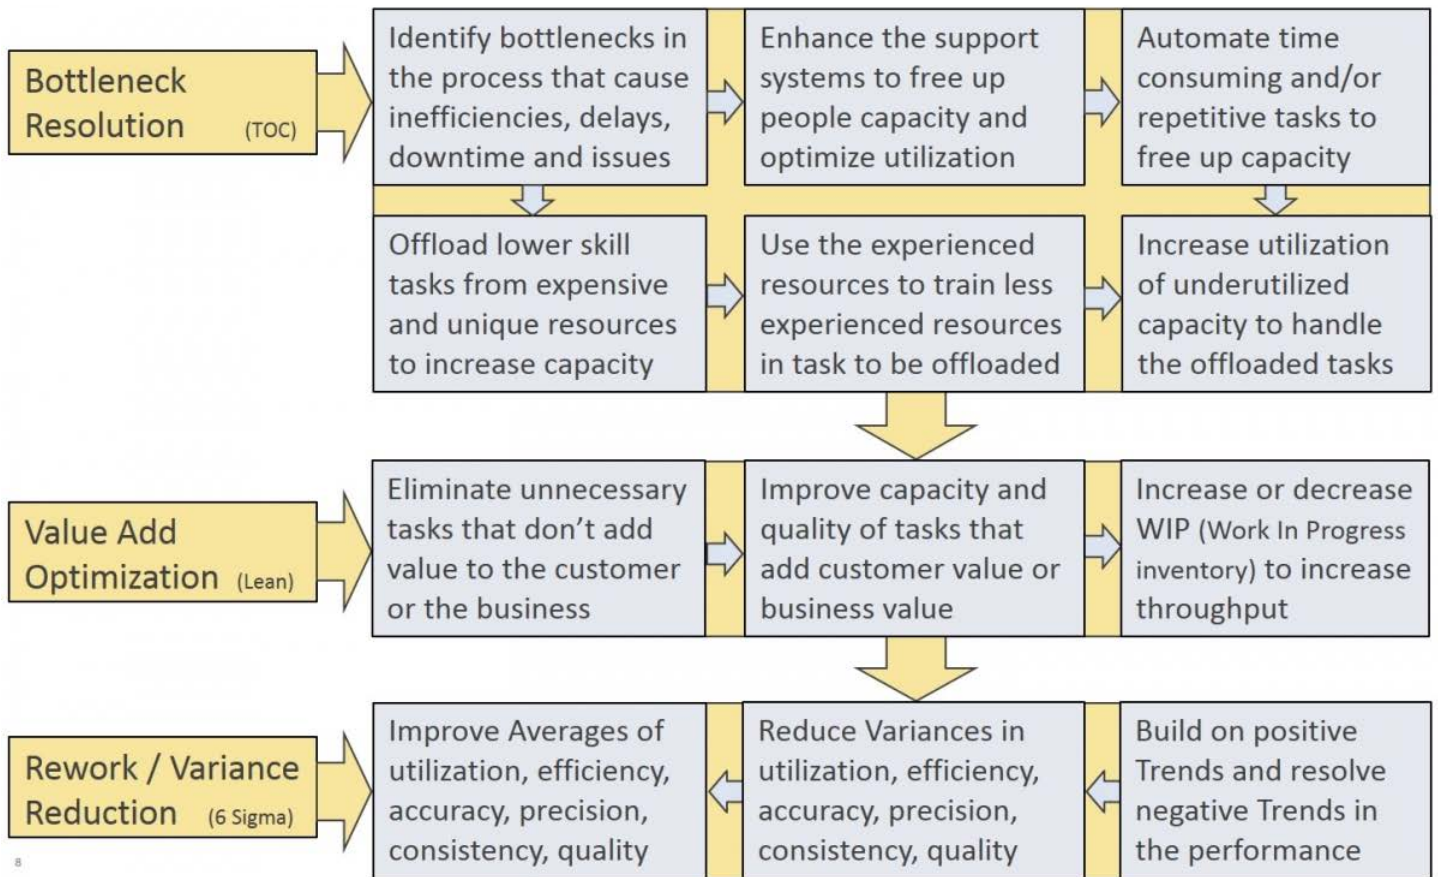 Bottleneck
Resolution (TOC)
Identify bottlenecks in
the process that cause
inefficiencies, delays,
downtime and issues
Enhance the support
systems to free up
people capacity and
optimize utilization
Automate time
consuming and/or
repetitive tasks to
free up capacity
Offload lower skill
tasks from expensive
and unique resources
to increase capacity
Use the experienced
resources to train less
experienced resources
in task to be offloaded
Increase utilization
of underutilized
capacity to handle
the offloaded tasks
Value Add
Optimization (Lean)
Eliminate unnecessary
tasks that don’t add
value to the customer
or the business
Improve capacity and
quality of tasks that
add customer value or
business value
Increase or decrease
WIP (Work In Progress
inventory) to increase
throughput
Rework / Variance
Reduction (6 Sigma)
Improve Averages of
utilization, efficiency,
accuracy, precision,
consistency, quality
Reduce Variances in
utilization, efficiency,
accuracy, precision,
consistency, quality
Build on positive
Trends and resolve
negative Trends in
the performance
8